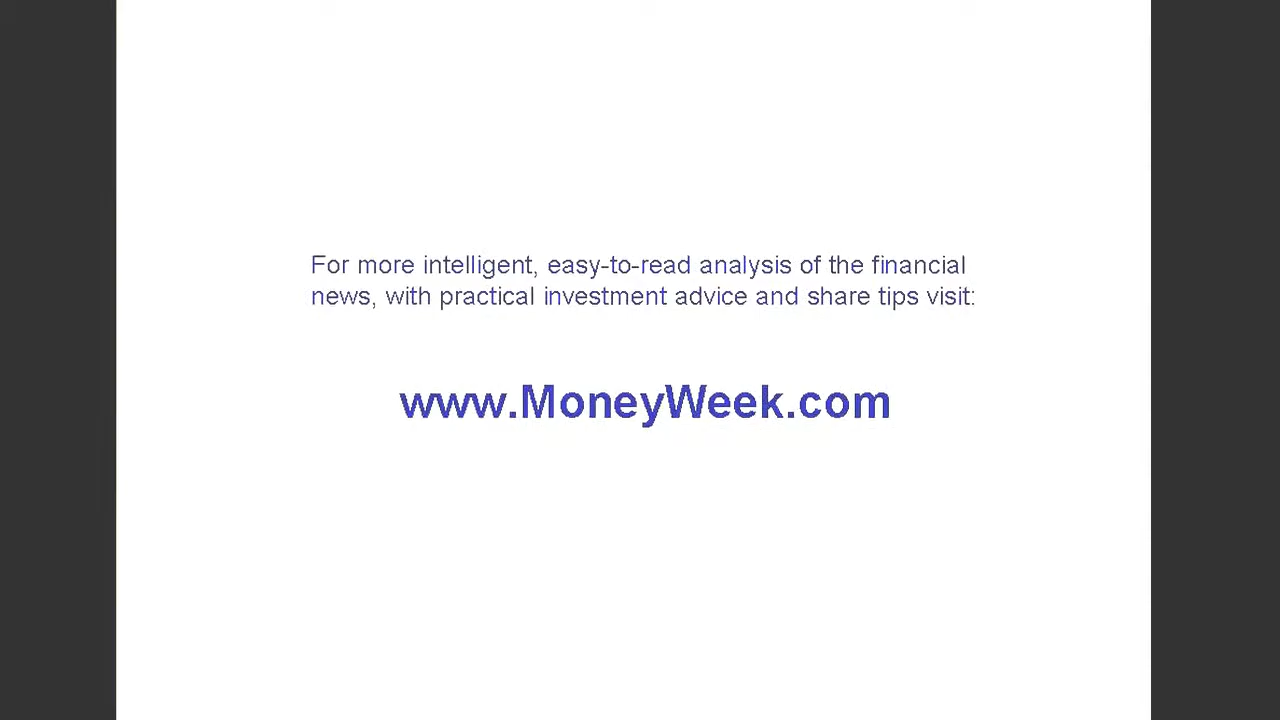 For more intelligent, easy-to-read analysis of the financial
news, with practical investment advice and share tips visit:
www.MoneyWeek.com